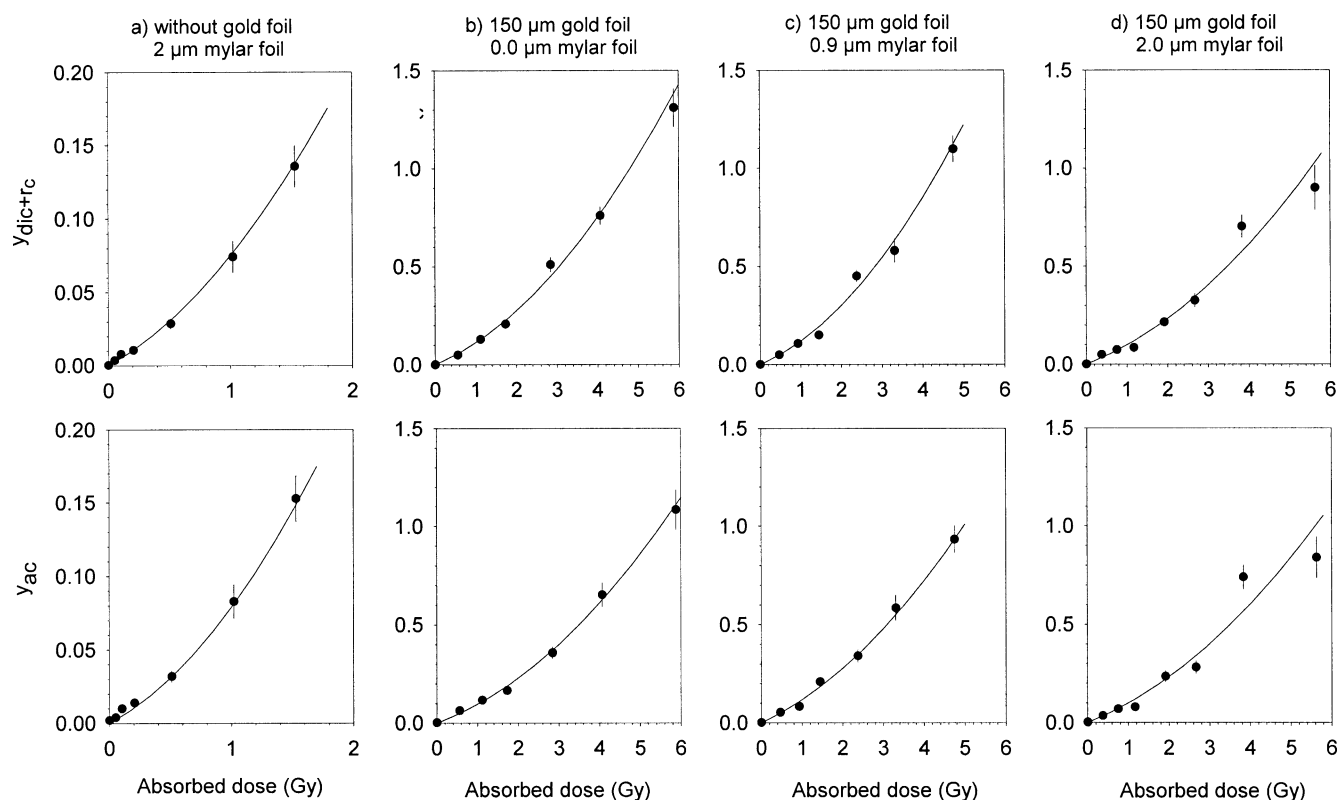 a) without gold foil
2 µm mylar foil
b) 150 µm gold foil
0.0 µm mylar foil
c) 150 µm gold foil
0.9 µm mylar foil
d) 150 µm gold foil
2.0 µm mylar foil
y dic+rc
0.20
0.15
0.10
0.05
0.00
0 1 2
1.5
1.0
0.5
0.0
0 1 2 3 4 5 6
1.5
1.0
0.5
0.0
0 1 2 3 4 5 6
1.5
1.0
0.5
0.0
0 1 2 3 4 5 6
y ac
0.20
0.15
0.10
0.05
0.00
0 1 2
Absorbed dose (Gy)
1.5
1.0
0.5
0.0
0 1 2 3 4 5 6
Absorbed dose (Gy)
1.5
1.0
0.5
0.0
0 1 2 3 4 5 6
Absorbed dose (Gy)
1.5
1.0
0.5
0.0
0 1 2 3 4 5 6
Absorbed dose (Gy)